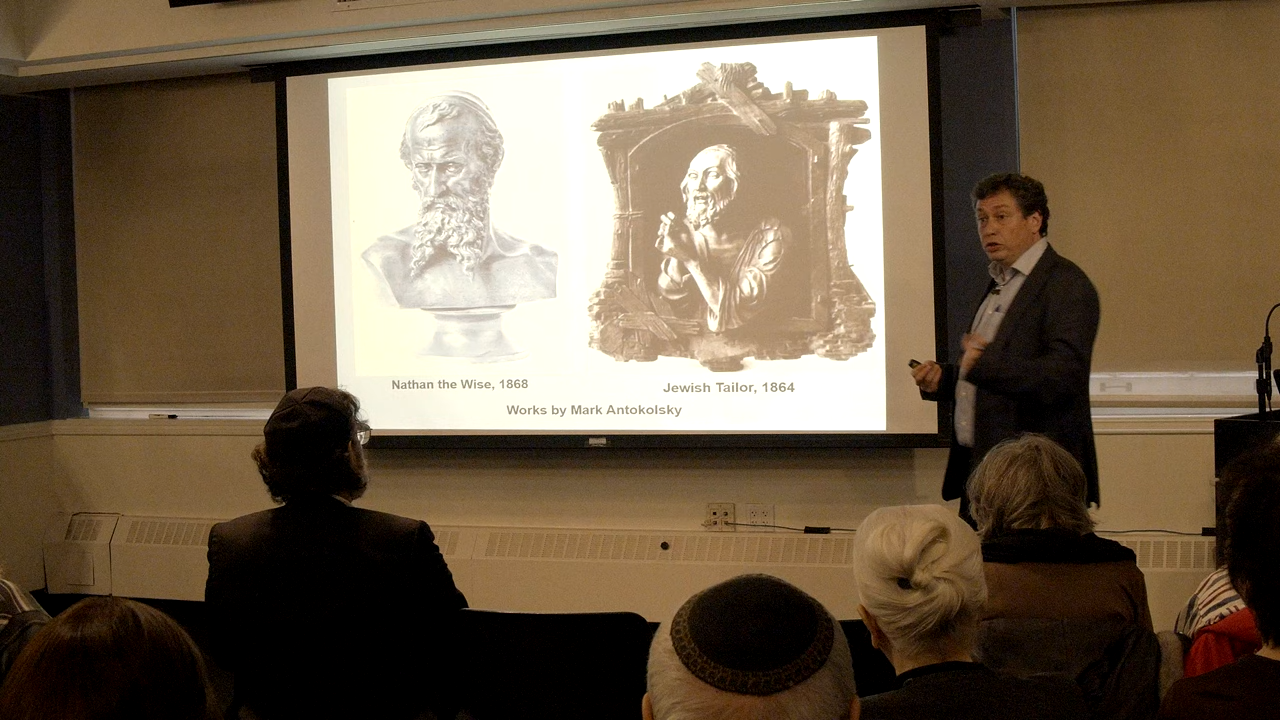 Nathan the Wise, 1868
Jewish Tailor, 1864
Works by Mark Antokolsky